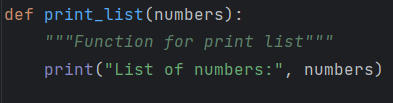 def print_list(numbers):
    """Function for print list"""
    print("List of numbers:", numbers)